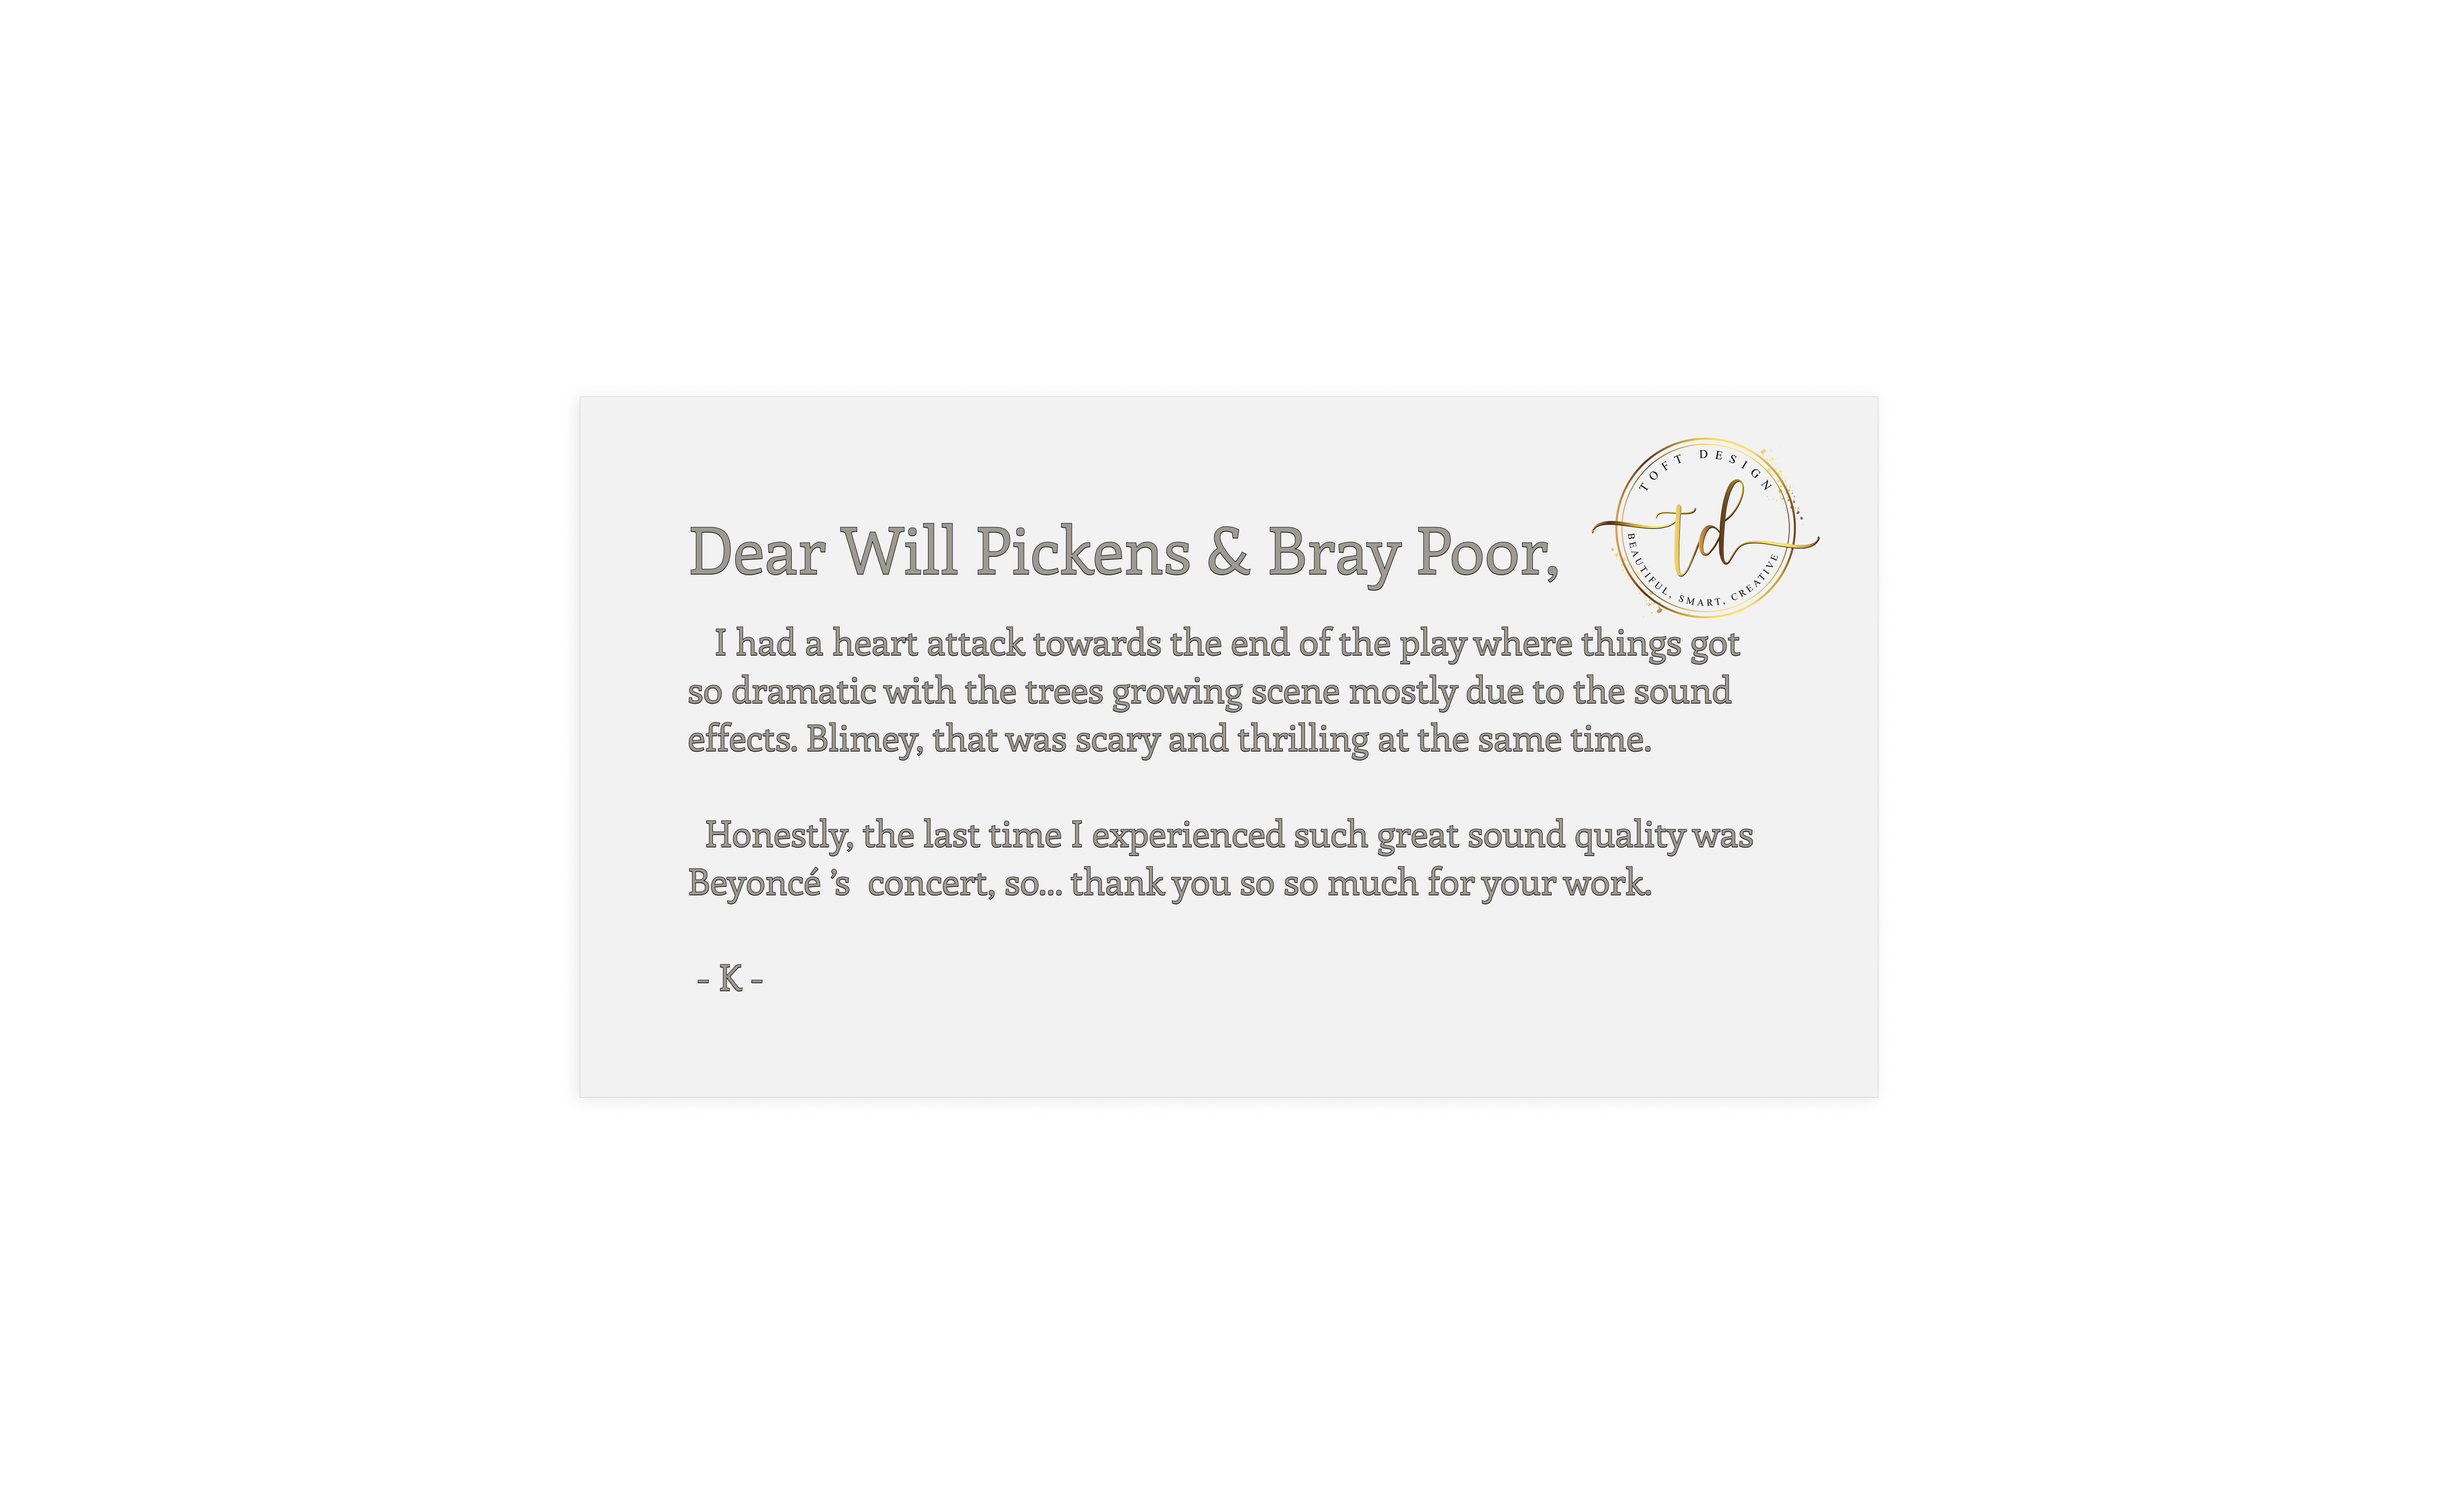 TOFT DESIGN
td
BEAUTIFUL, SMART, CREATIVE
Dear Will Pickens & Bray Poor,
I had a heart attack towards the end of the play where things got
so dramatic with the trees growing scene mostly due to the sound
effects. Blimey, that was scary and thrilling at the same time.
Honestly, the last time I experienced such great sound quality was
Beyoncé ’s  concert, so... thank you so so much for your work.
- K -